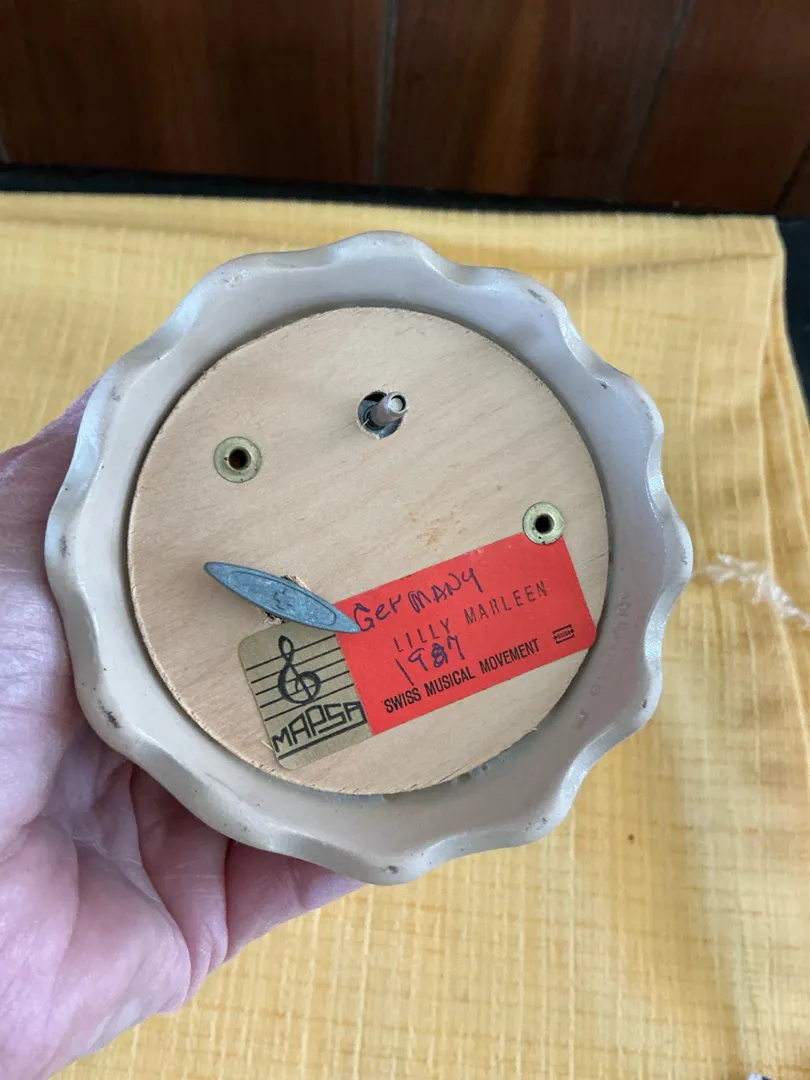 GerMANY
LILLY MARLEEN
1987
SWISS MUSICAL MOVEMENT
MAPSA